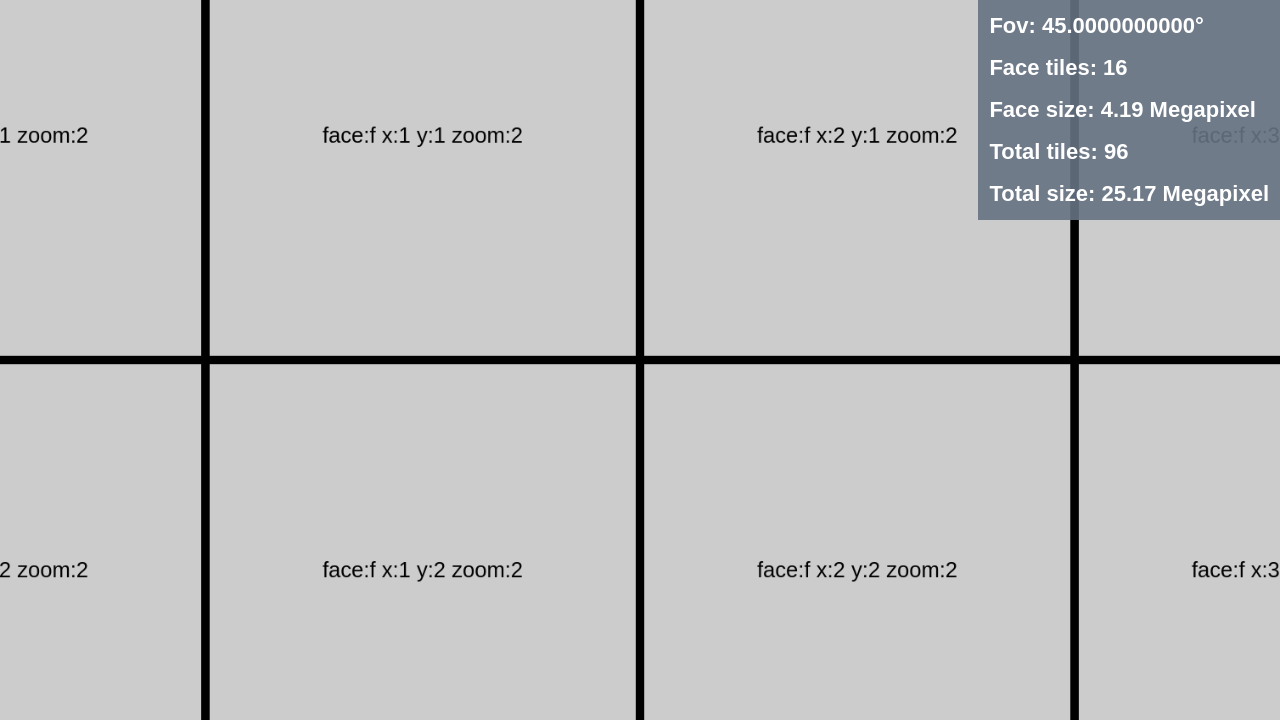 Fov: 45.0000000000°
Face tiles: 16
Face size: 4.19 Megapixel
Total tiles: 96
Total size: 25.17 Megapixel
1 zoom:2
face:f x:1 y:1 zoom:2
face:f x:2 y:1 zoom:2
face:f x:3
2 zoom:2
face:f x:1 y:2 zoom:2
face:f x:2 y:2 zoom:2
face:f x:3